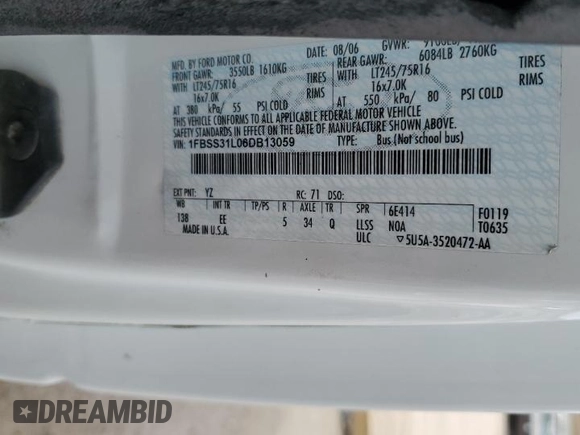 MFD. BY FORD MOTOR CO.
DATE: 08/06 GVWR:
FRONT GAWR: 3550LB 1610KG
REAR GAWR: 6084LB 2760KG
WITH LT245/75R16 TIRES
WITH LT245/75R16 TIRES
16x7.0K RIMS
16x7.0K RIMS
AT 380 kPa/ 55 PSI COLD
AT 550 kPa/ 80 PSI COLD
THIS VEHICLE CONFORMS TO ALL APPLICABLE FEDERAL MOTOR VEHICLE
SAFETY STANDARDS IN EFFECT ON THE DATE OF MANUFACTURE SHOWN ABOVE.
VIN: 1FBSS31L06DB13059 TYPE: Bus (Not school bus)
EXT PNT: YZ RC: 71 DSO:
WB INT TR TP/PS R AXLE TR SPR 6E414 F0119
138 EE 5 34 Q LLSS NOA T0635
MADE IN U.S.A. ULC ▽5U5A-3520472-AA
DREAMBID